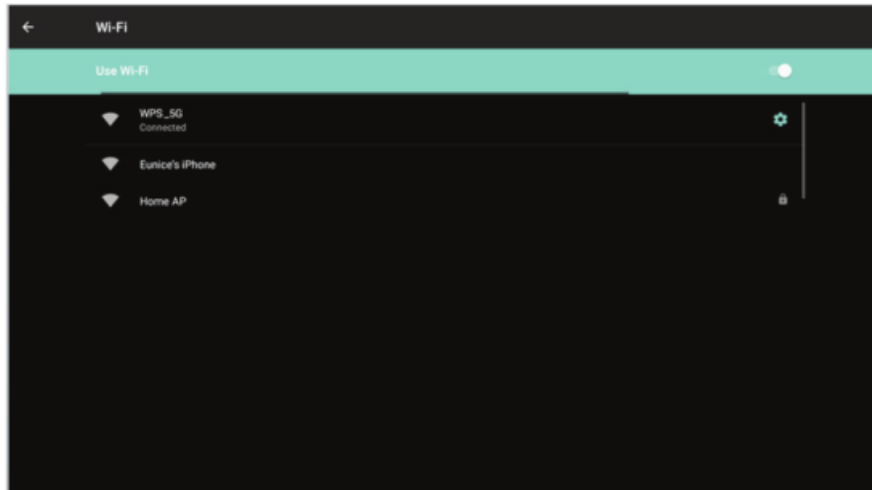 Wi-Fi
Use Wi-Fi
WPS_5G
Connected
Eunice's iPhone
Home AP